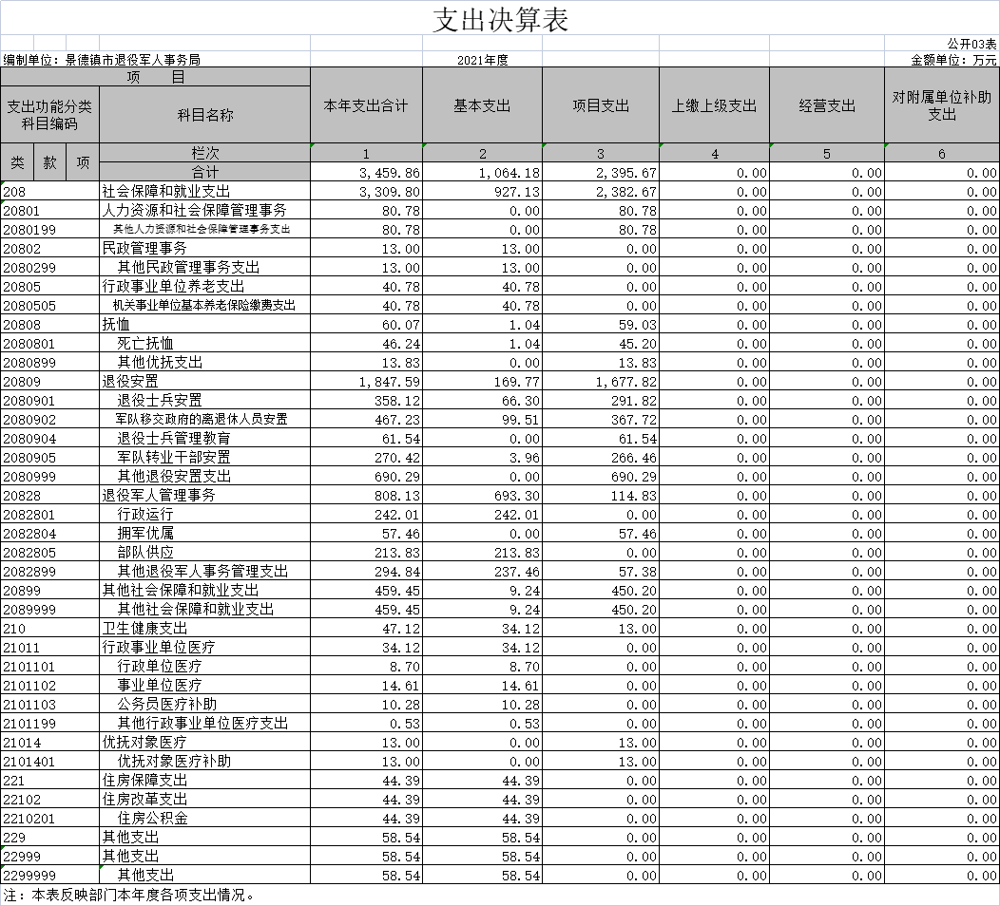 支出决算表
公开03表
编制单位：景德镇市退役军人事务局 2021年度 金额单位：万元
项 目 本年支出合计 基本支出 项目支出 上缴上级支出 经营支出 对附属单位补助支出
支出功能分类科目编码 科目名称
类 款 项 栏次 1 2 3 4 5 6
合计 3,459.86 1,064.18 2,395.67 0.00 0.00 0.00
208 社会保障和就业支出 3,309.80 927.13 2,382.67 0.00 0.00 0.00
20801 人力资源和社会保障管理事务 80.78 0.00 80.78 0.00 0.00 0.00
2080199 其他人力资源和社会保障管理事务支出 80.78 0.00 80.78 0.00 0.00 0.00
20802 民政管理事务 13.00 13.00 0.00 0.00 0.00 0.00
2080299 其他民政管理事务支出 13.00 13.00 0.00 0.00 0.00 0.00
20805 行政事业单位养老支出 40.78 40.78 0.00 0.00 0.00 0.00
2080505 机关事业单位基本养老保险缴费支出 40.78 40.78 0.00 0.00 0.00 0.00
20808 抚恤 60.07 1.04 59.03 0.00 0.00 0.00
2080801 死亡抚恤 46.24 1.04 45.20 0.00 0.00 0.00
2080899 其他优抚支出 13.83 0.00 13.83 0.00 0.00 0.00
20809 退役安置 1,847.59 169.77 1,677.82 0.00 0.00 0.00
2080901 退役士兵安置 358.12 66.30 291.82 0.00 0.00 0.00
2080902 军队移交政府的离退休人员安置 467.23 99.51 367.72 0.00 0.00 0.00
2080904 退役士兵管理教育 61.54 0.00 61.54 0.00 0.00 0.00
2080905 军队转业干部安置 270.42 3.96 266.46 0.00 0.00 0.00
2080999 其他退役安置支出 690.29 0.00 690.29 0.00 0.00 0.00
20828 退役军人管理事务 808.13 693.30 114.83 0.00 0.00 0.00
2082801 行政运行 242.01 242.01 0.00 0.00 0.00 0.00
2082804 拥军优属 57.46 0.00 57.46 0.00 0.00 0.00
2082805 部队供应 213.83 213.83 0.00 0.00 0.00 0.00
2082899 其他退役军人事务管理支出 294.84 237.46 57.38 0.00 0.00 0.00
20899 其他社会保障和就业支出 459.45 9.24 450.20 0.00 0.00 0.00
2089999 其他社会保障和就业支出 459.45 9.24 450.20 0.00 0.00 0.00
210 卫生健康支出 47.12 34.12 13.00 0.00 0.00 0.00
21011 行政事业单位医疗 34.12 34.12 0.00 0.00 0.00 0.00
2101101 行政单位医疗 8.70 8.70 0.00 0.00 0.00 0.00
2101102 事业单位医疗 14.61 14.61 0.00 0.00 0.00 0.00
2101103 公务员医疗补助 10.28 10.28 0.00 0.00 0.00 0.00
2101199 其他行政事业单位医疗支出 0.53 0.53 0.00 0.00 0.00 0.00
21014 优抚对象医疗 13.00 0.00 13.00 0.00 0.00 0.00
2101401 优抚对象医疗补助 13.00 0.00 13.00 0.00 0.00 0.00
221 住房保障支出 44.39 44.39 0.00 0.00 0.00 0.00
22102 住房改革支出 44.39 44.39 0.00 0.00 0.00 0.00
2210201 住房公积金 44.39 44.39 0.00 0.00 0.00 0.00
229 其他支出 58.54 58.54 0.00 0.00 0.00 0.00
22999 其他支出 58.54 58.54 0.00 0.00 0.00 0.00
2299999 其他支出 58.54 58.54 0.00 0.00 0.00 0.00
注：本表反映部门本年度各项支出情况。